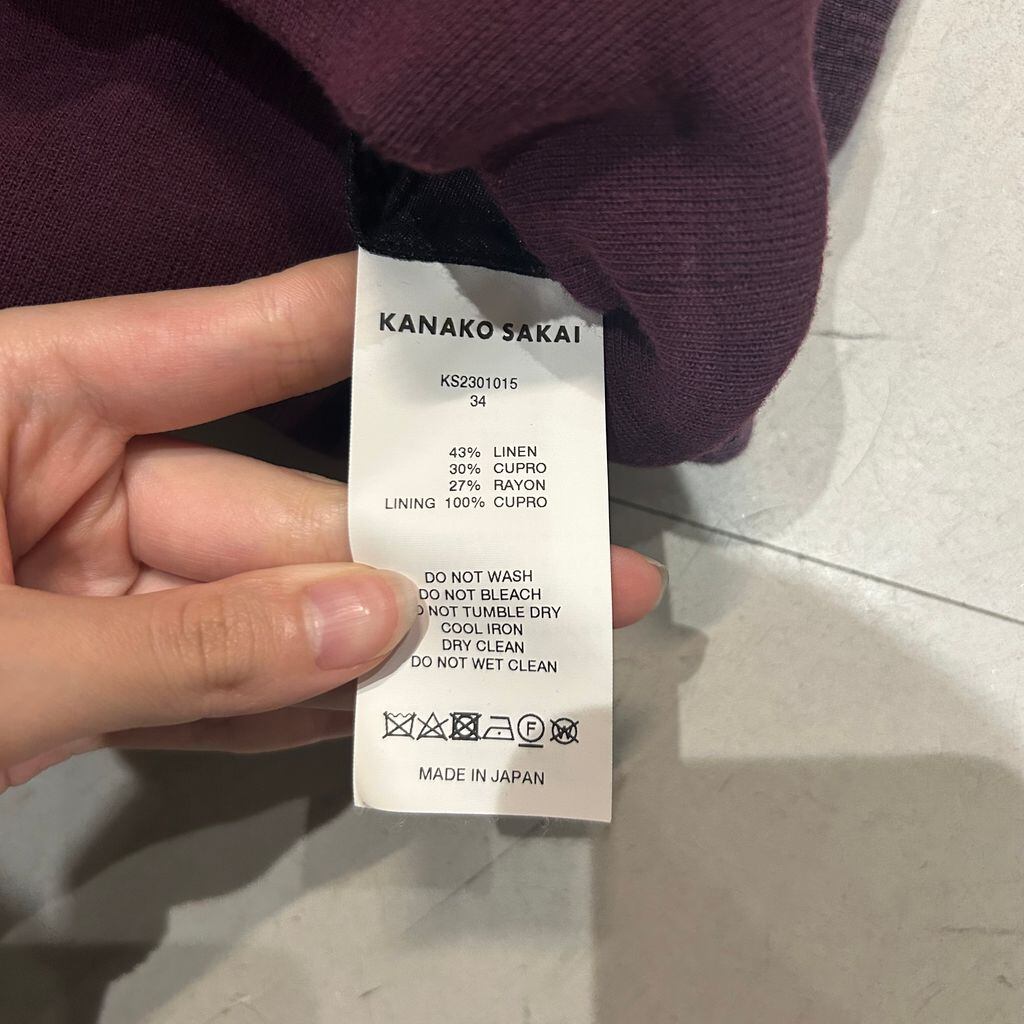 KANAKO SAKAI
KS2301015
34
43% LINEN
30% CUPRO
27% RAYON
LINING 100% CUPRO
DO NOT WASH
DO NOT BLEACH
NOT TUMBLE DRY
COOL IRON
DRY CLEAN
DO NOT WET CLEAN
F W
MADE IN JAPAN